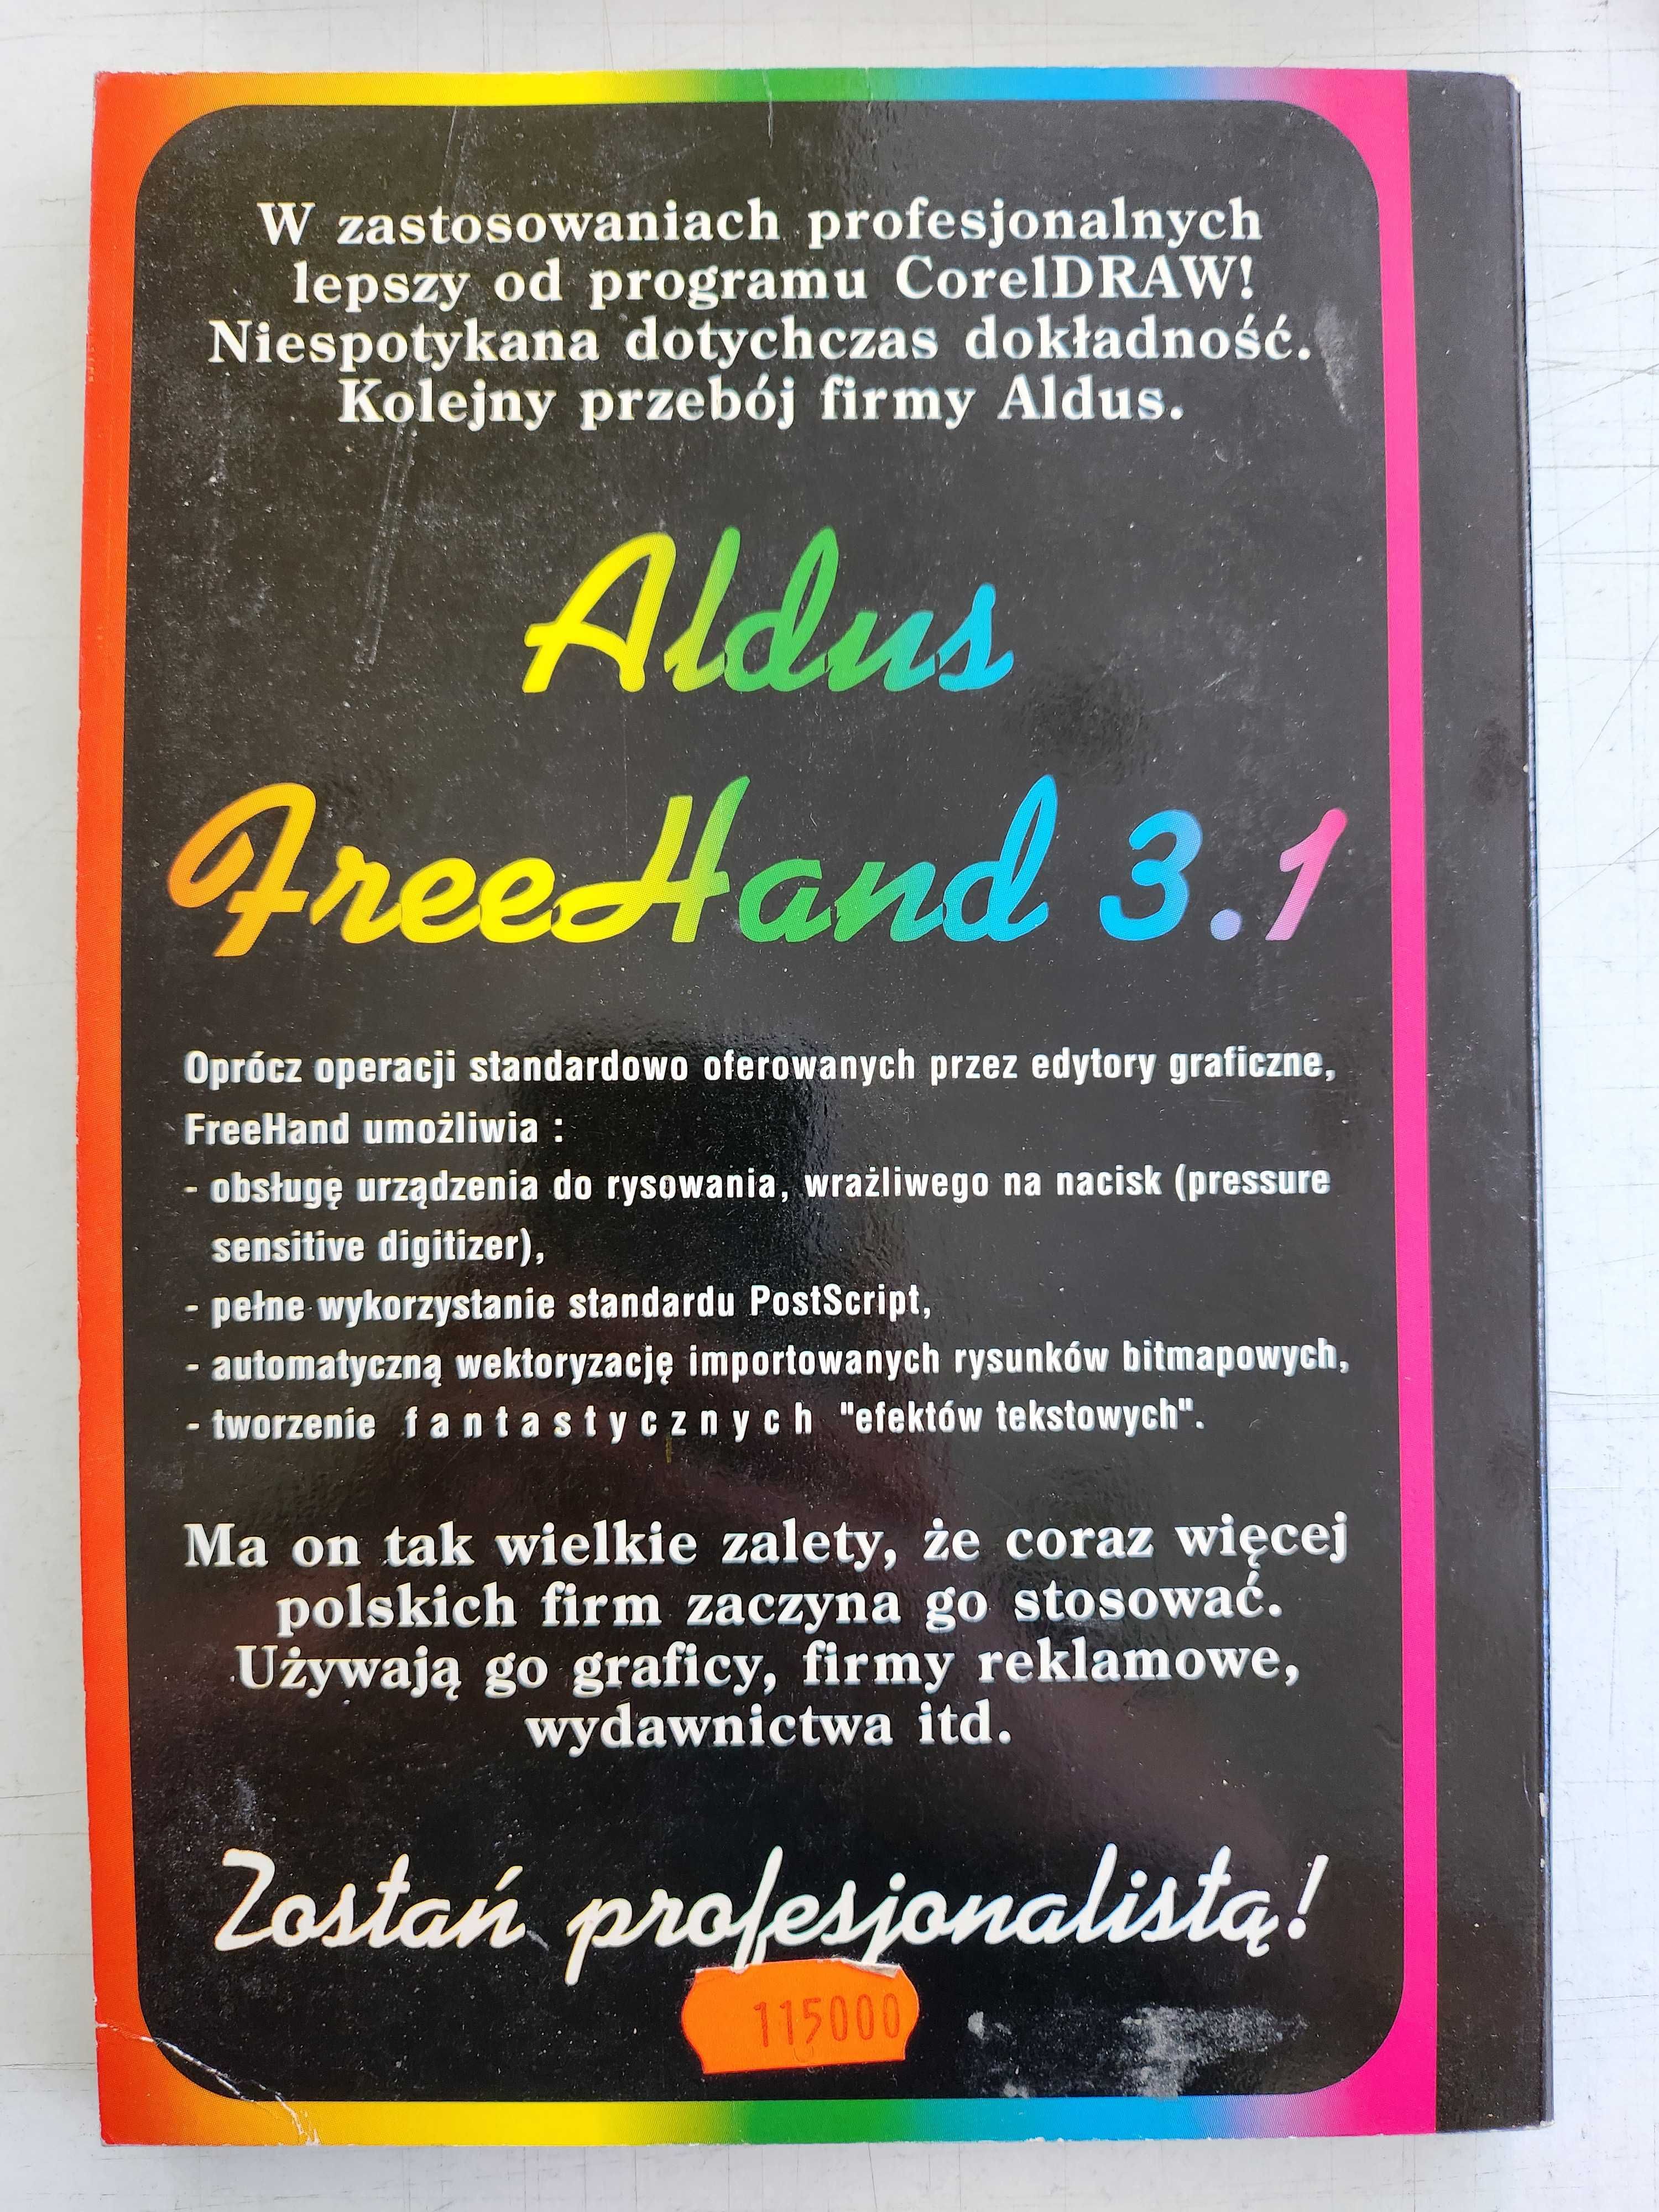 W zastosowaniach profesjonalnych
lepszy od programu CorelDRAW!
Niespotykana dotychczas dokładność.
Kolejny przebój firmy Aldus.
Aldus
FreeHand 3.1
Oprócz operacji standardowo oferowanych przez edytory graficzne,
FreeHand umożliwia :
- obsługę urządzenia do rysowania, wrażliwego na nacisk (pressure
sensitive digitizer),
- pełne wykorzystanie standardu PostScript,
- automatyczną wektoryzację importowanych rysunków bitmapowych,
- tworzenie f a n t a s t y c z n y c h "efektów tekstowych".
Ma on tak wielkie zalety, że coraz więcej
polskich firm zaczyna go stosować.
Używają go graficy, firmy reklamowe,
wydawnictwa itd.
Zostań profesjonalistą!
115000